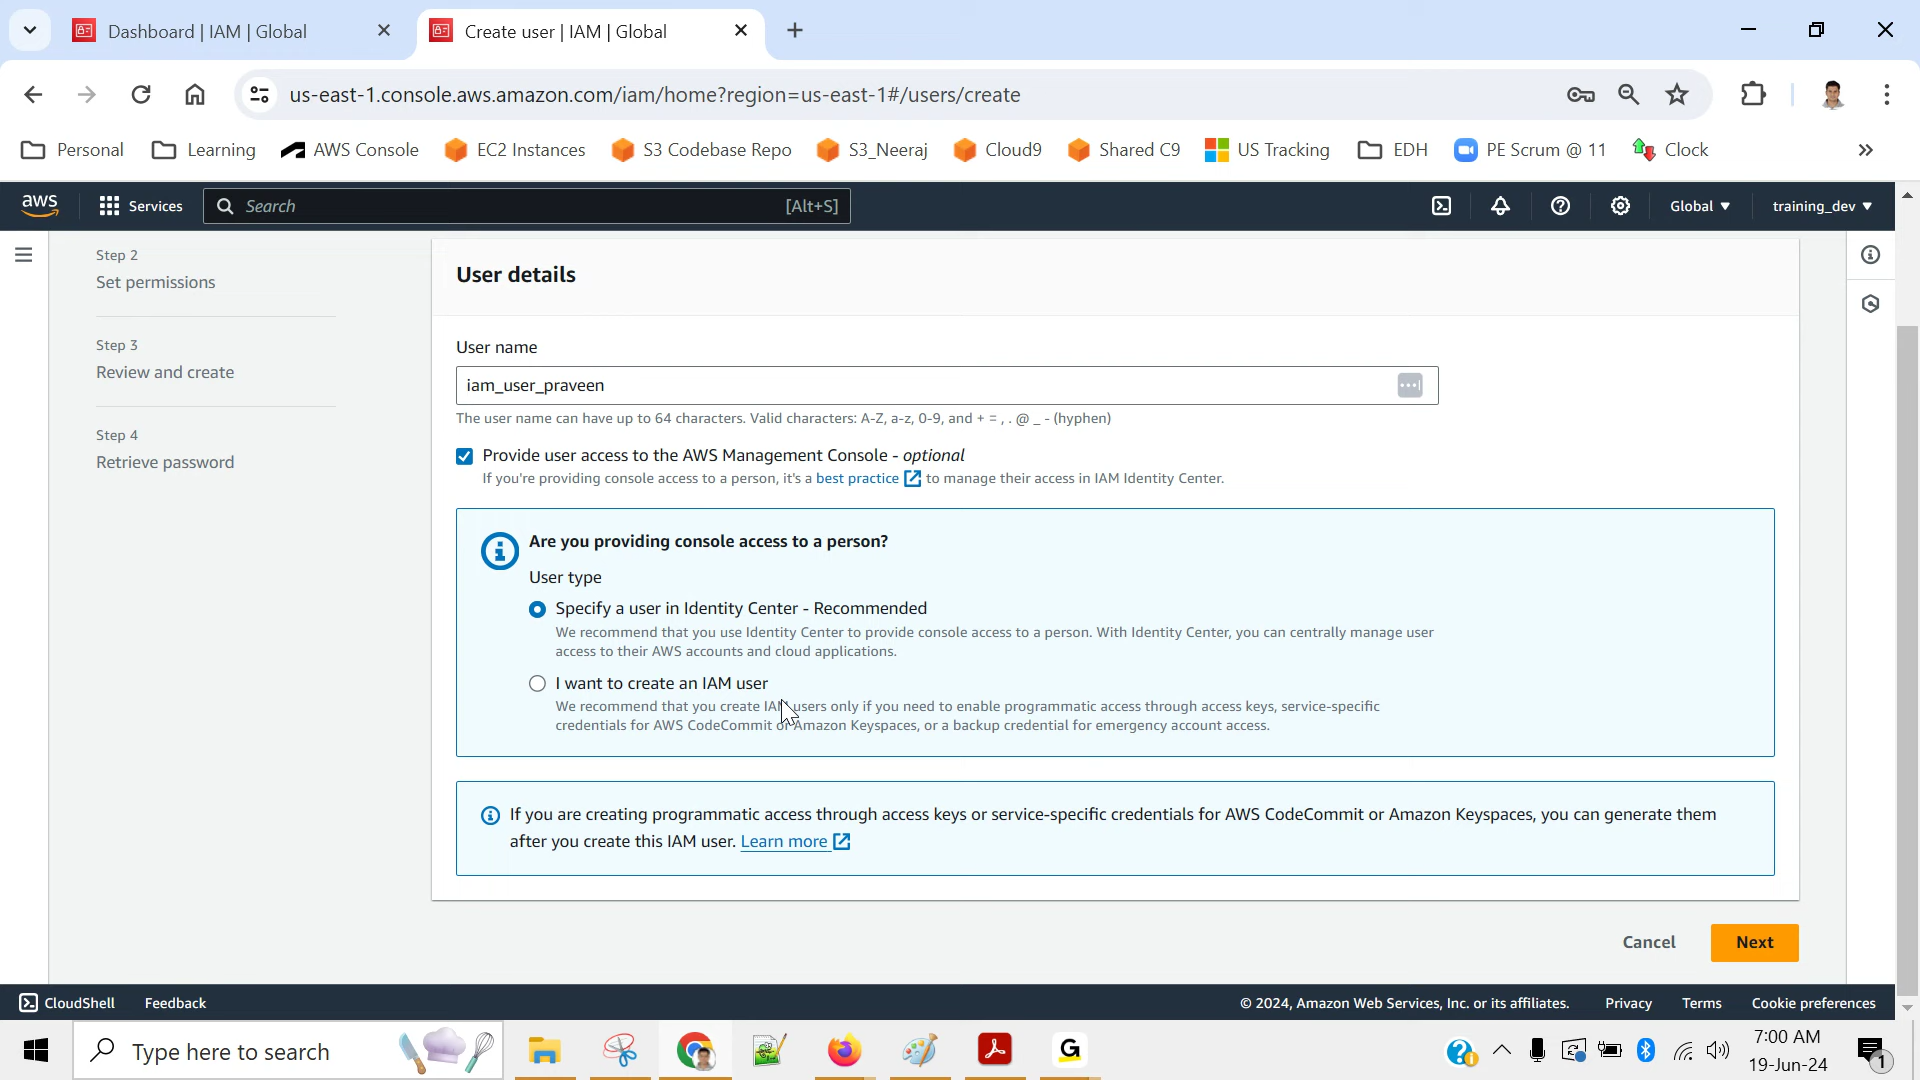 Dashboard | IAM | Global
Create user | IAM | Global
us-east-1.console.aws.amazon.com/iam/home?region=us-east-1#/users/create
Personal
Learning
AWS Console
EC2 Instances
S3 Codebase Repo
S3_Neeraj
Cloud9
Shared C9
US Tracking
EDH
PE Scrum @ 11
Clock
aws
Services
Search
[Alt+S]
Global
training_dev
Step 2
Set permissions
Step 3
Review and create
Step 4
Retrieve password
User details
User name
iam_user_praveen
The user name can have up to 64 characters. Valid characters: A-Z, a-z, 0-9, and + = , . @ _ - (hyphen)
Provide user access to the AWS Management Console - optional
If you're providing console access to a person, it's a best practice to manage their access in IAM Identity Center.
Are you providing console access to a person?
User type
Specify a user in Identity Center - Recommended
We recommend that you use Identity Center to provide console access to a person. With Identity Center, you can centrally manage user
access to their AWS accounts and cloud applications.
I want to create an IAM user
We recommend that you create IAM users only if you need to enable programmatic access through access keys, service-specific
credentials for AWS CodeCommit or Amazon Keyspaces, or a backup credential for emergency account access.
If you are creating programmatic access through access keys or service-specific credentials for AWS CodeCommit or Amazon Keyspaces, you can generate them
after you create this IAM user. Learn more
Cancel
Next
CloudShell
Feedback
© 2024, Amazon Web Services, Inc. or its affiliates.
Privacy
Terms
Cookie preferences
Type here to search
G
7:00 AM
19-Jun-24
1